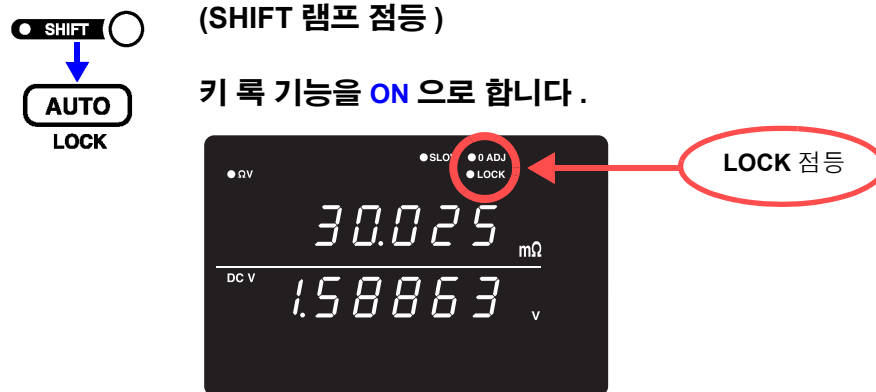 SHIFT
(SHIFT 램프 점등 )
AUTO
LOCK
키 록 기능을 ON 으로 합니다 .
ΩV
0 ADJ
LOCK
LOCK 점등
30.025 mΩ
DC V
1.58863 V